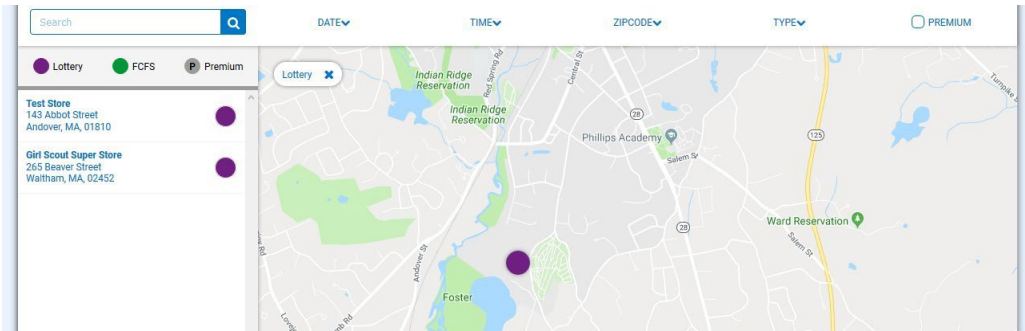 Search
DATE
TIME
ZIPCODE
TYPE
PREMIUM
Lottery
FCFS
P Premium
Test Store
143 Abbot Street
Andover, MA, 01810
Girl Scout Super Store
265 Beaver Street
Waltham, MA, 02452
Lottery ×
Indian Ridge
Reservation
Red Spring Rd
Central St
Indian Ridge
Reservation
28
Phillips Academy
Salem St
125
Turnpike
28
Ward Reservation
Salem St
Andover St
Foster